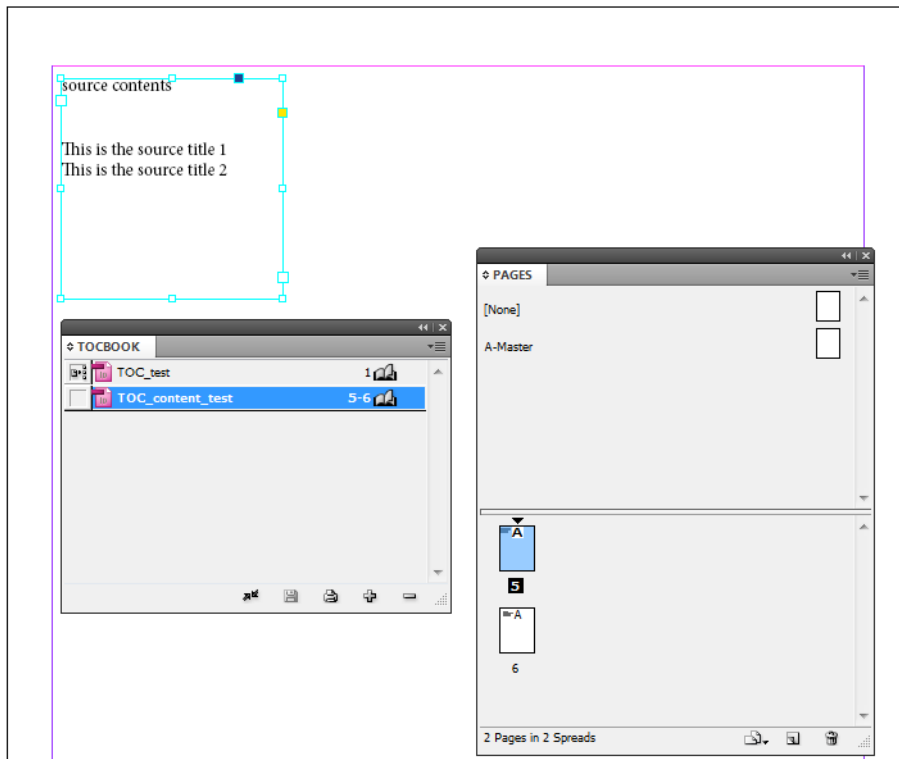 source contents
This is the source title 1
This is the source title 2
TOCBOOK
TOC_test 1
TOC_content_test 5-6
PAGES
[None]
A-Master
A
5
A
6
2 Pages in 2 Spreads